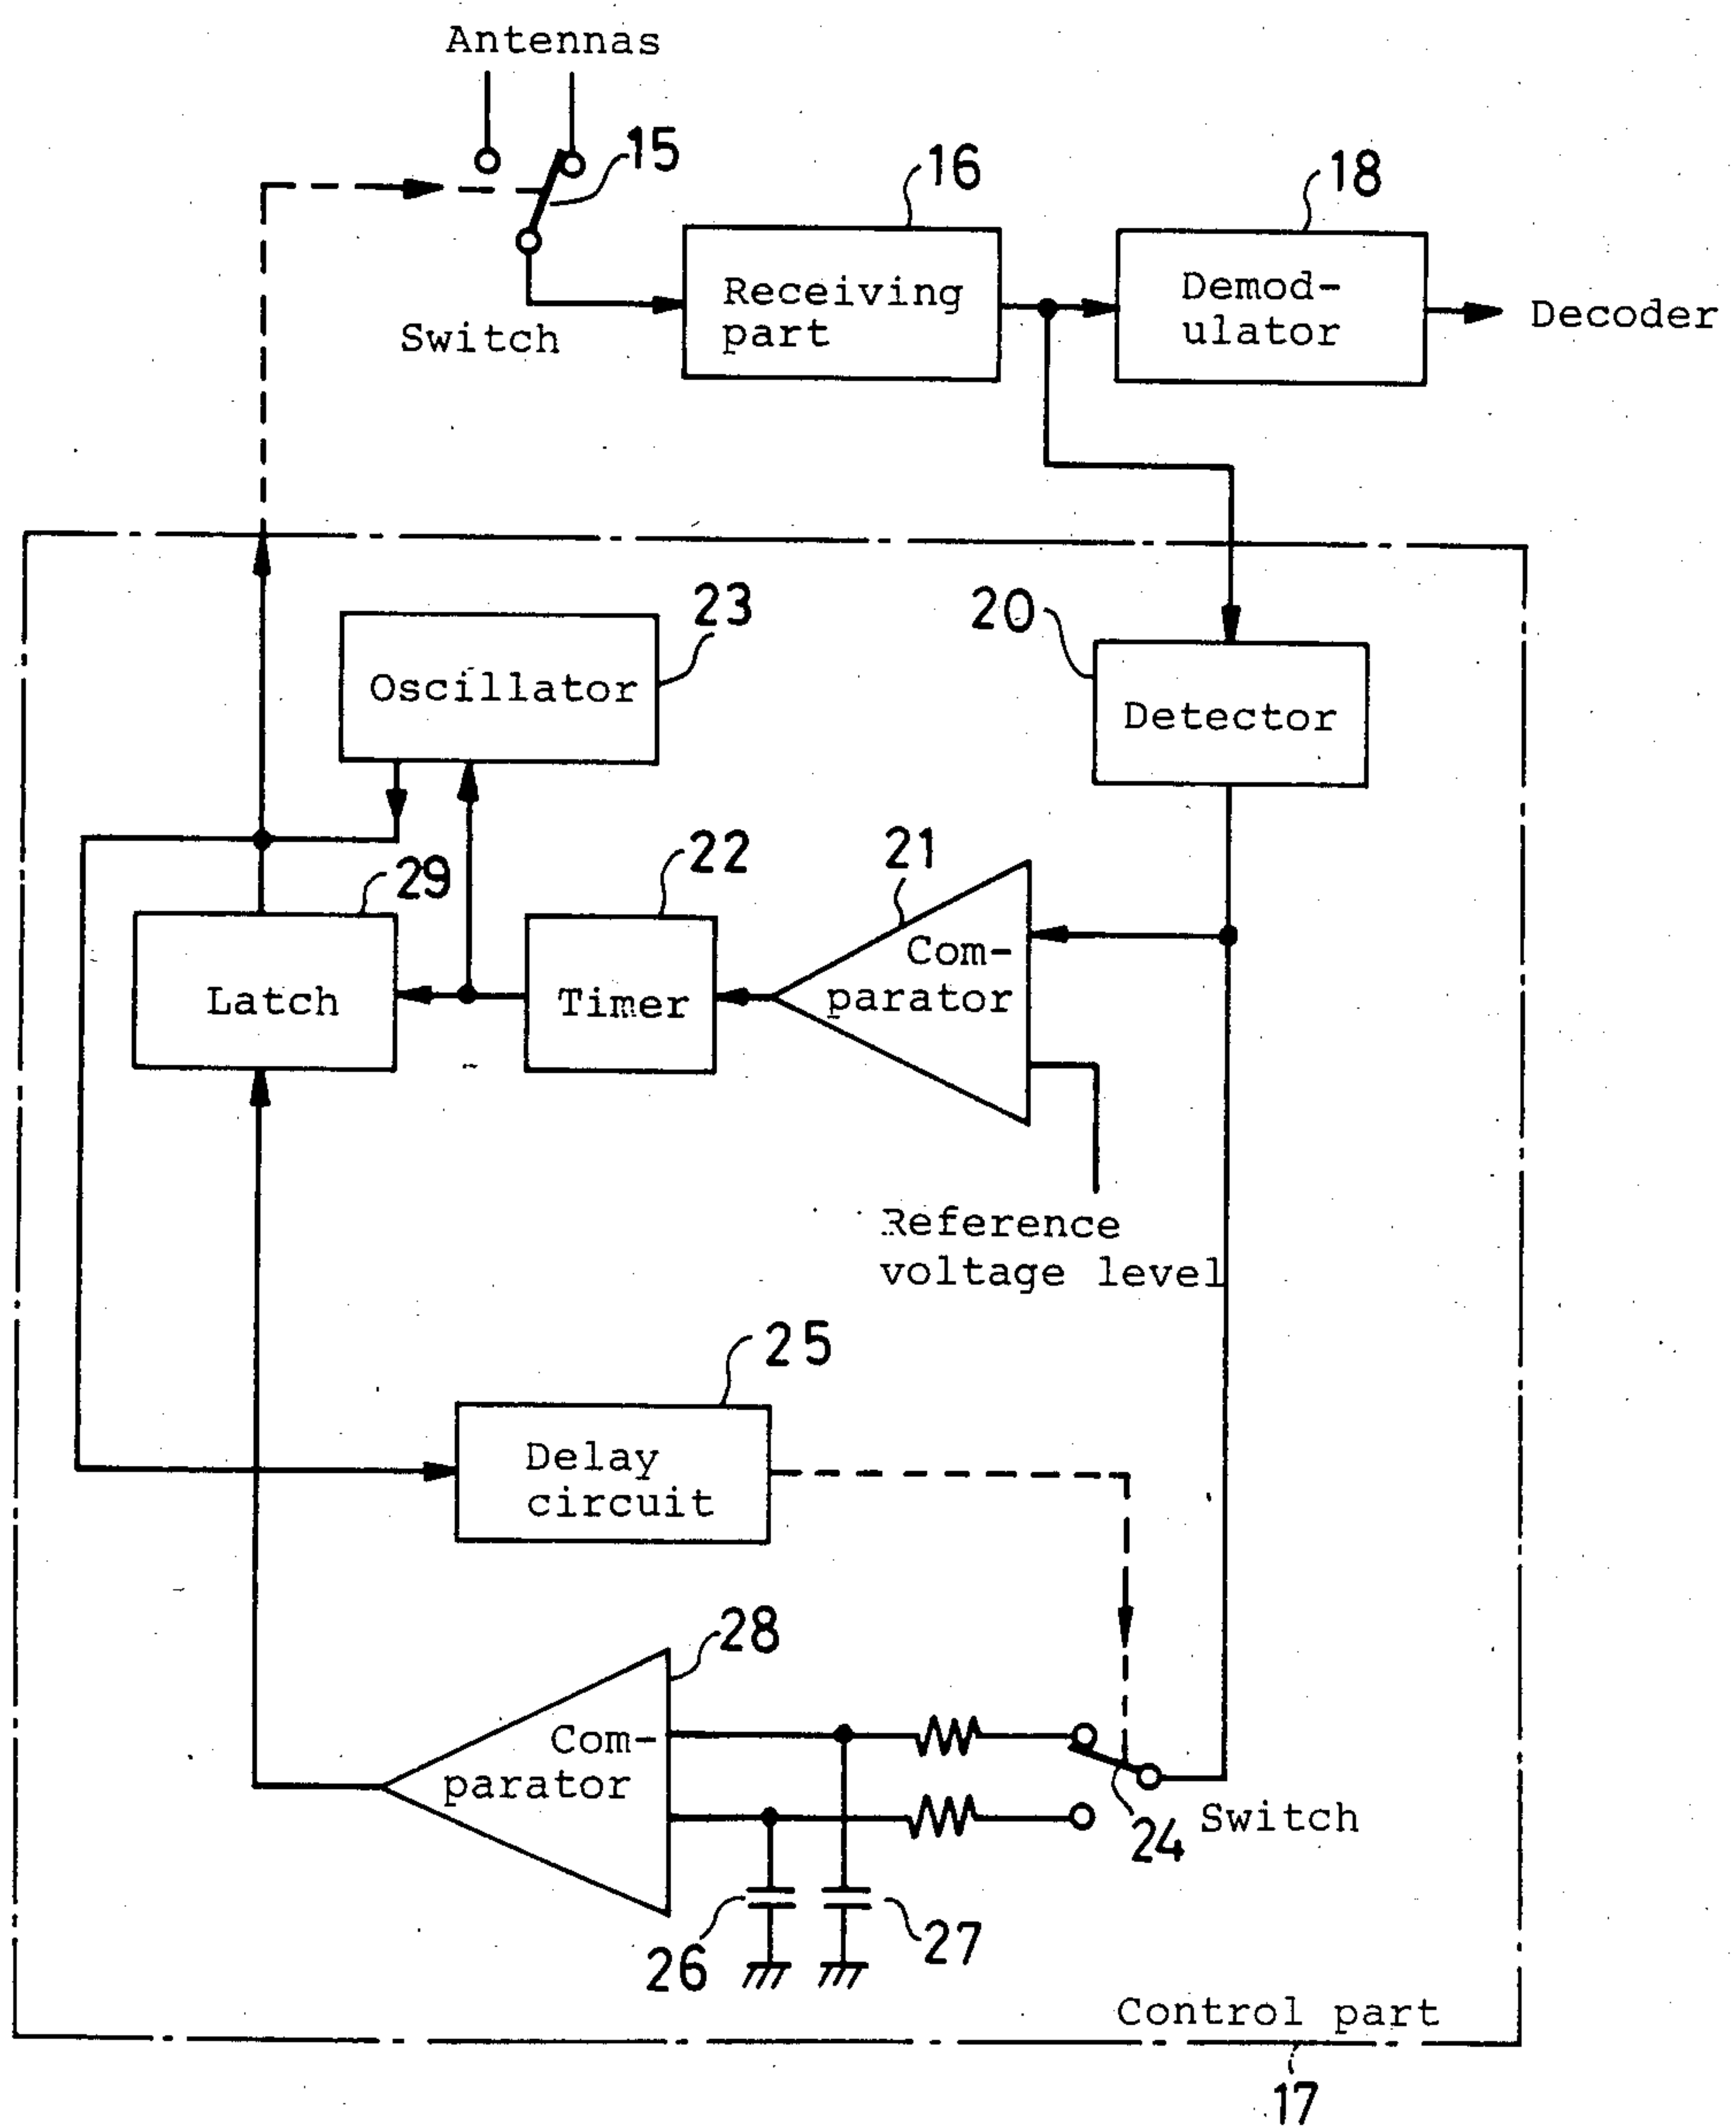 Antennas
15
16
18
Switch
Receiving
part
Demod-
ulator
Decoder
23
20
Oscillator
Detector
29
22
21
Latch
Timer
Com-
parator
Reference
voltage level
25
Delay
circuit
28
Com-
parator
24
Switch
26
27
Control part
17